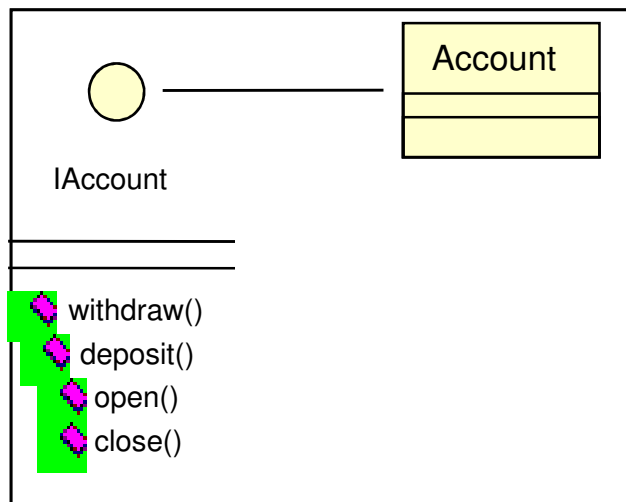 Account
IAccount
withdraw()
deposit()
open()
close()